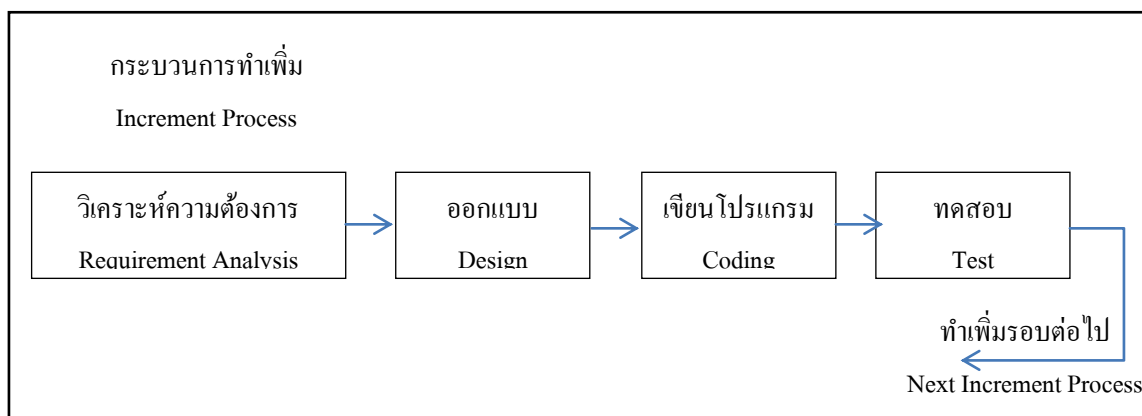 กระบวนการทำเพิ่ม
Increment Process
วิเคราะห์ความต้องการ
Requirement Analysis
ออกแบบ
Design
เขียนโปรแกรม
Coding
ทดสอบ
Test
ทำเพิ่มรอบต่อไป
Next Increment Process